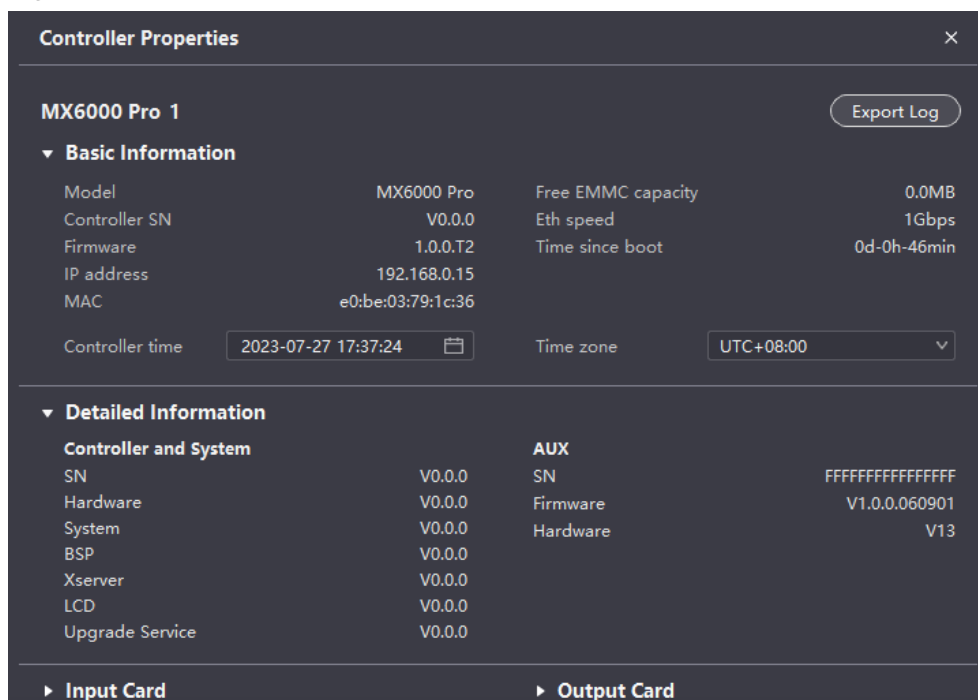 Controller Properties
MX6000 Pro 1
Export Log
Basic Information
Model MX6000 Pro
Controller SN V0.0.0
Firmware 1.0.0.T2
IP address 192.168.0.15
MAC e0:be:03:79:1c:36
Free EMMC capacity 0.0MB
Eth speed 1Gbps
Time since boot 0d-0h-46min
Controller time 2023-07-27 17:37:24
Time zone UTC+08:00
Detailed Information
Controller and System
SN V0.0.0
Hardware V0.0.0
System V0.0.0
BSP V0.0.0
Xserver V0.0.0
LCD V0.0.0
Upgrade Service V0.0.0
AUX
SN FFFFFFFFFFFFFFFF
Firmware V1.0.0.060901
Hardware V13
Input Card
Output Card